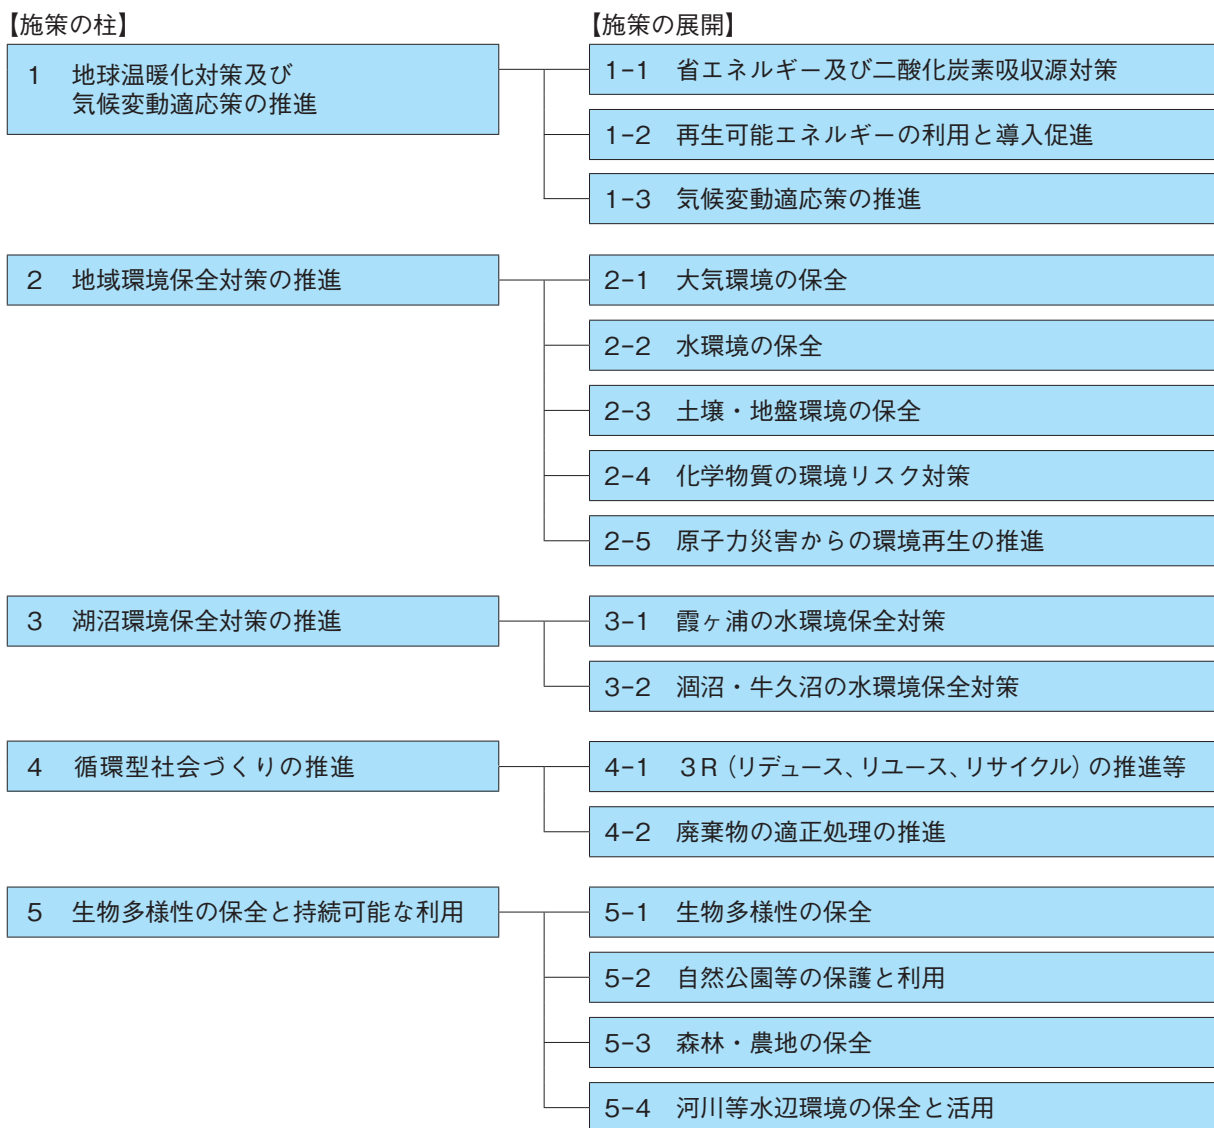 【施策の柱】
【施策の展開】
1 地球温暖化対策及び
気候変動適応策の推進
1-1 省エネルギー及び二酸化炭素吸収源対策
1-2 再生可能エネルギーの利用と導入促進
1-3 気候変動適応策の推進
2 地域環境保全対策の推進
2-1 大気環境の保全
2-2 水環境の保全
2-3 土壌・地盤環境の保全
2-4 化学物質の環境リスク対策
2-5 原子力災害からの環境再生の推進
3 湖沼環境保全対策の推進
3-1 霞ヶ浦の水環境保全対策
3-2 涸沼・牛久沼の水環境保全対策
4 循環型社会づくりの推進
4-1 3R（リデュース、リユース、リサイクル）の推進等
4-2 廃棄物の適正処理の推進
5 生物多様性の保全と持続可能な利用
5-1 生物多様性の保全
5-2 自然公園等の保護と利用
5-3 森林・農地の保全
5-4 河川等水辺環境の保全と活用